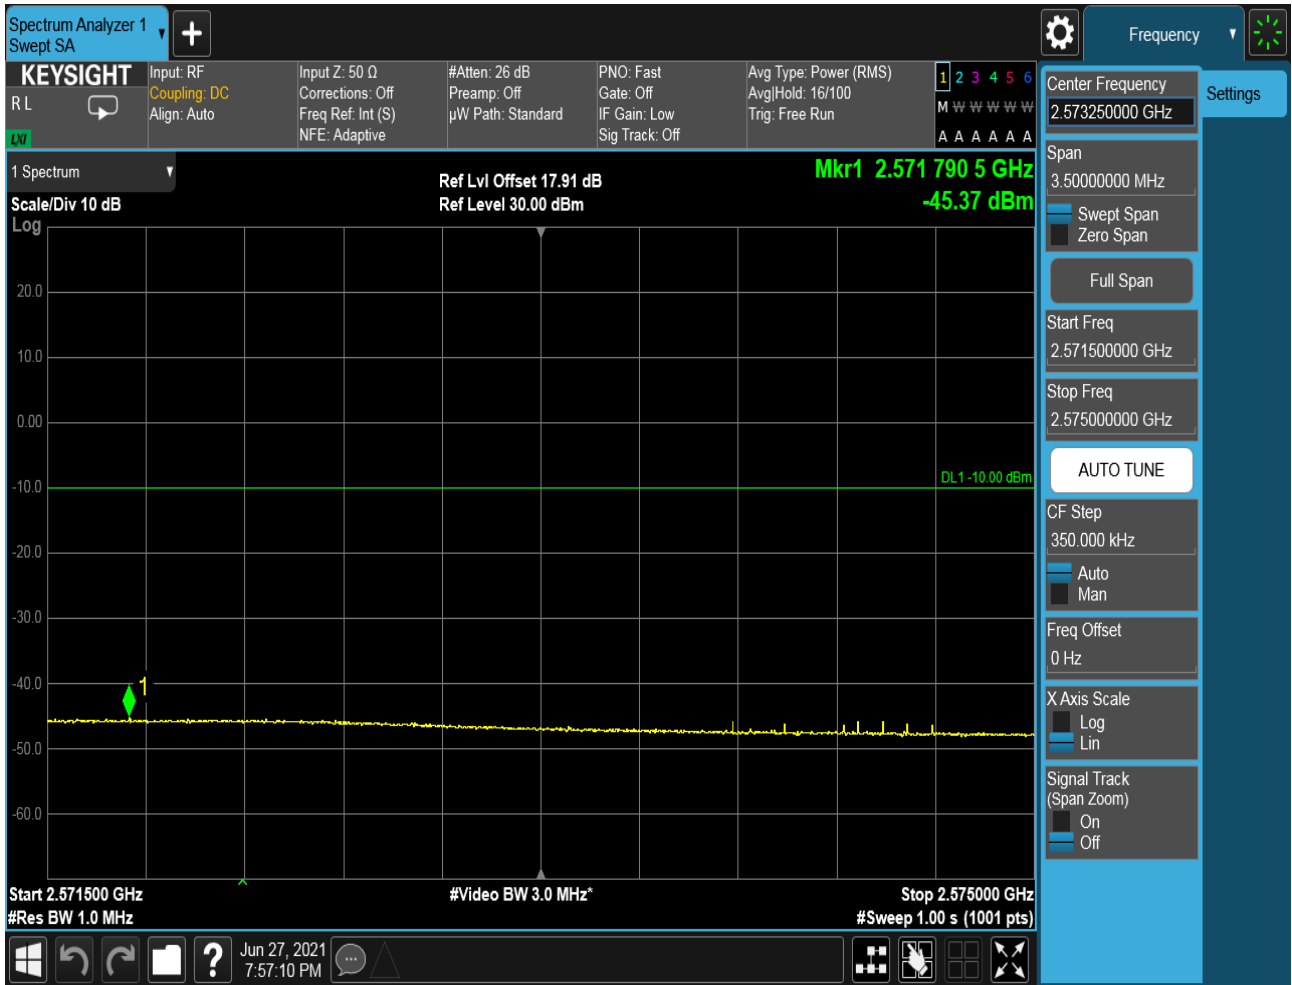 Spectrum Analyzer 1
Swept SA
+
Frequency
KEYSIGHT
R L
LXI
Input: RF
Coupling: DC
Align: Auto
Input Z: 50 Ω
Corrections: Off
Freq Ref: Int (S)
NFE: Adaptive
#Atten: 26 dB
Preamp: Off
µW Path: Standard
PNO: Fast
Gate: Off
IF Gain: Low
Sig Track: Off
Avg Type: Power (RMS)
Avg|Hold: 16/100
Trig: Free Run
1 2 3 4 5 6
M W W W W W
A A A A A A
1 Spectrum
Scale/Div 10 dB
Log
Ref Lvl Offset 17.91 dB
Ref Level 30.00 dBm
Mkr1 2.571 790 5 GHz
-45.37 dBm
20.0
10.0
0.00
DL1 -10.00 dBm
-10.0
-20.0
-30.0
-40.0
1
-50.0
-60.0
Start 2.571500 GHz
#Res BW 1.0 MHz
#Video BW 3.0 MHz*
Stop 2.575000 GHz
#Sweep 1.00 s (1001 pts)
Center Frequency
2.573250000 GHz
Settings
Span
3.50000000 MHz
Swept Span
Zero Span
Full Span
Start Freq
2.571500000 GHz
Stop Freq
2.575000000 GHz
AUTO TUNE
CF Step
350.000 kHz
Auto
Man
Freq Offset
0 Hz
X Axis Scale
Log
Lin
Signal Track
(Span Zoom)
On
Off
?
Jun 27, 2021
7:57:10 PM